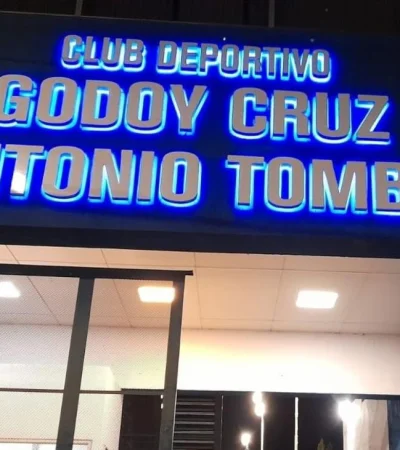 CLUB DEPORTIVO
GODOY CRUZ
NTONIO TOMB